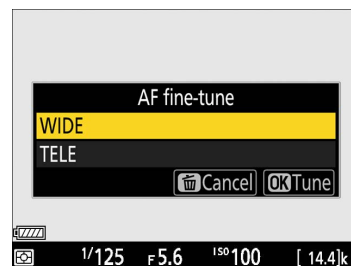 AF fine-tune
WIDE
TELE
Cancel OK Tune
1/125 F5.6 ISO 100 [ 14.4]k